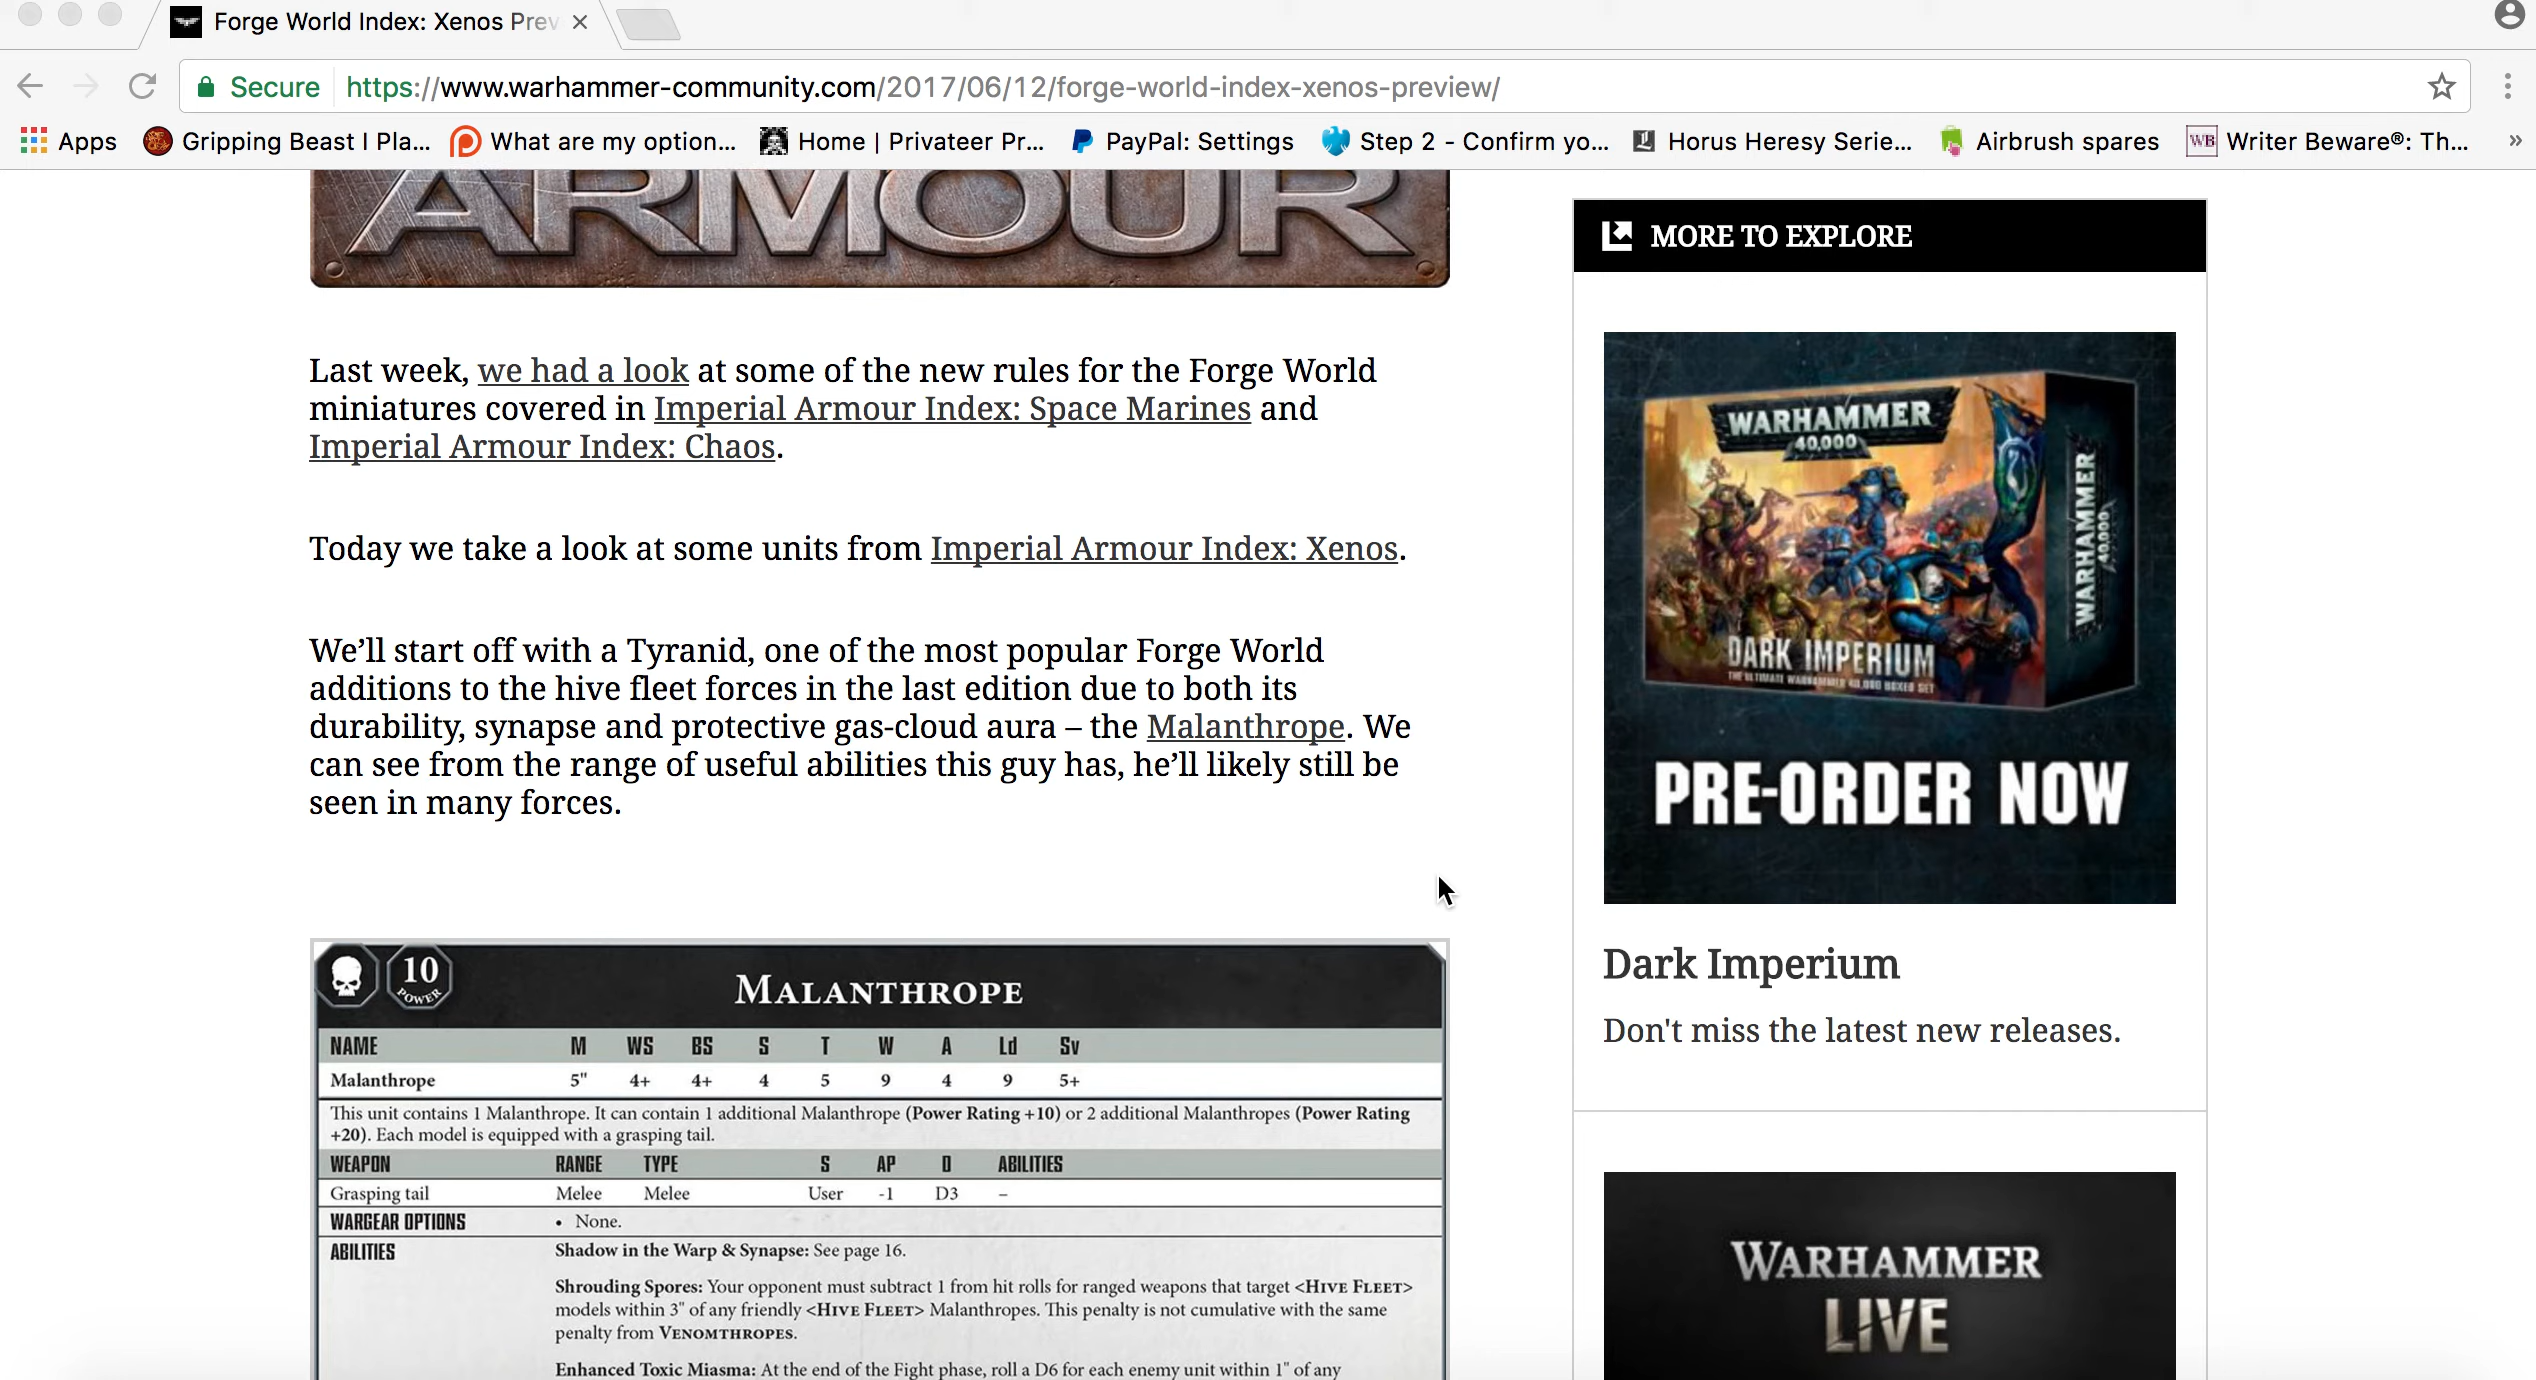 Forge World Index: Xenos Prev
Secure https://www.warhammer-community.com/2017/06/12/forge-world-index-xenos-preview/
Apps Gripping Beast I Pla... What are my option... Home | Privateer Pr... PayPal: Settings Step 2 - Confirm yo... Horus Heresy Serie... Airbrush spares WB Writer Beware®: Th... »
ARMOUR
Last week, we had a look at some of the new rules for the Forge World
miniatures covered in Imperial Armour Index: Space Marines and
Imperial Armour Index: Chaos.
Today we take a look at some units from Imperial Armour Index: Xenos.
We’ll start off with a Tyranid, one of the most popular Forge World
additions to the hive fleet forces in the last edition due to both its
durability, synapse and protective gas-cloud aura – the Malanthrope. We
can see from the range of useful abilities this guy has, he’ll likely still be
seen in many forces.
10
POWER
MALANTHROPE
NAME M WS BS S T W A Ld Sv
Malanthrope 5" 4+ 4+ 4 5 9 4 9 5+
This unit contains 1 Malanthrope. It can contain 1 additional Malanthrope (Power Rating +10) or 2 additional Malanthropes (Power Rating
+20). Each model is equipped with a grasping tail.
WEAPON RANGE TYPE S AP D ABILITIES
Grasping tail Melee Melee User -1 D3 –
WARGEAR OPTIONS • None.
ABILITIES Shadow in the Warp & Synapse: See page 16.
Shrouding Spores: Your opponent must subtract 1 from hit rolls for ranged weapons that target <HIVE FLEET>
models within 3" of any friendly <HIVE FLEET> Malanthropes. This penalty is not cumulative with the same
penalty from VENOMTHROPES.
Enhanced Toxic Miasma: At the end of the Fight phase, roll a D6 for each enemy unit within 1" of any
MORE TO EXPLORE
WARHAMMER
40,000
WARHAMMER
40,000
DARK IMPERIUM
THE ULTIMATE WARHAMMER 40,000 BOXED SET
PRE-ORDER NOW
Dark Imperium
Don't miss the latest new releases.
WARHAMMER
LIVE